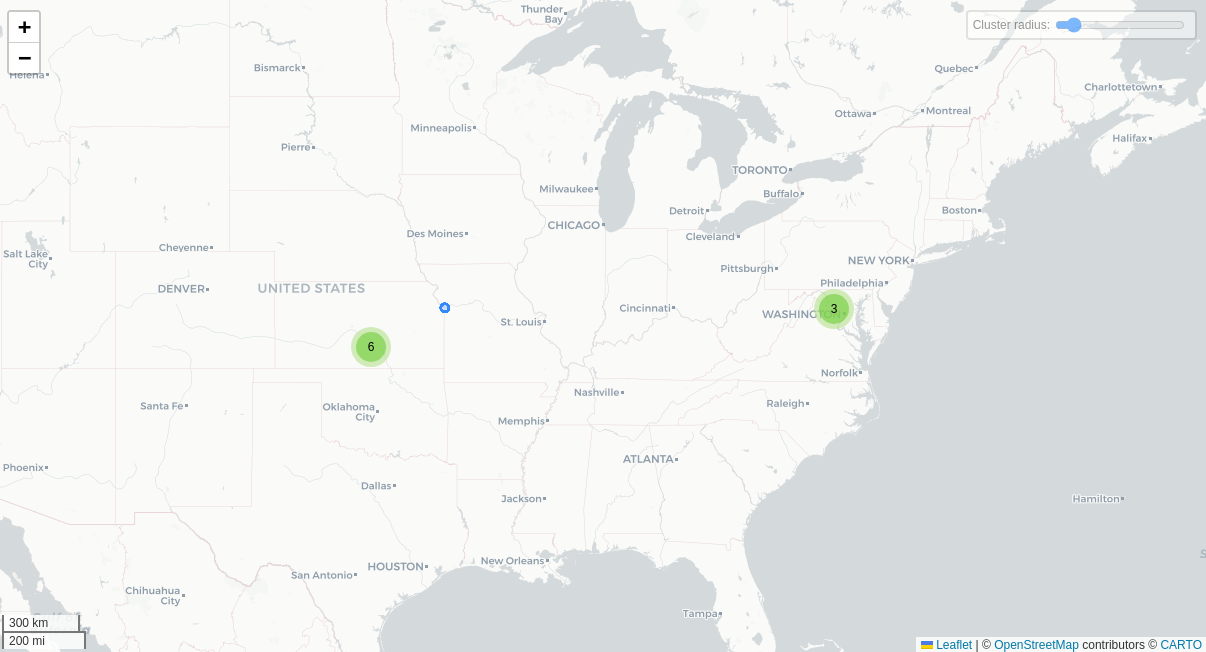 +
−
Cluster radius:
Thunder
Bay
Helena
Bismarck
Quebec
Charlottetown
Ottawa
Montreal
Minneapolis
Halifax
Pierre
TORONTO
Milwaukee
Buffalo
Detroit
Boston
CHICAGO
Des Moines
Cleveland
Cheyenne
Salt Lake
City
NEW YORK
Pittsburgh
DENVER
UNITED STATES
Philadelphia
Cincinnati
3
WASHINGTON
St. Louis
6
Norfolk
Nashville
Santa Fe
Raleigh
Oklahoma
City
Memphis
ATLANTA
Phoenix
Dallas
Jackson
Hamilton
New Orleans
HOUSTON
San Antonio
Chihuahua
City
Tampa
300 km
200 mi
Leaflet | © OpenStreetMap contributors © CARTO